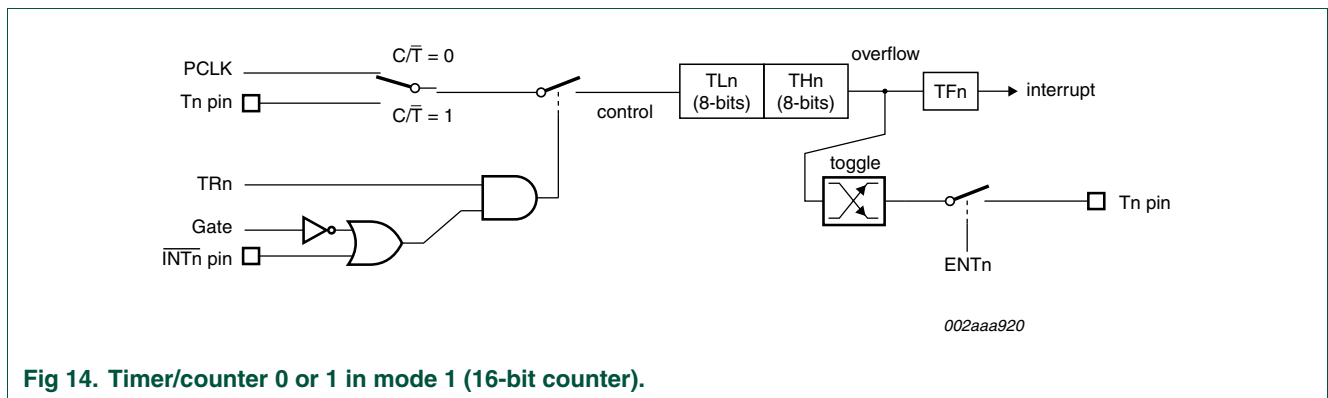 C/T̅ = 0
PCLK
Tn pin
C/T̅ = 1
control
TLn
(8-bits)
THn
(8-bits)
overflow
TFn
interrupt
toggle
TRn
Gate
I̅N̅T̅n̅ pin
Tn pin
ENTn
002aaa920
Fig 14. Timer/counter 0 or 1 in mode 1 (16-bit counter).